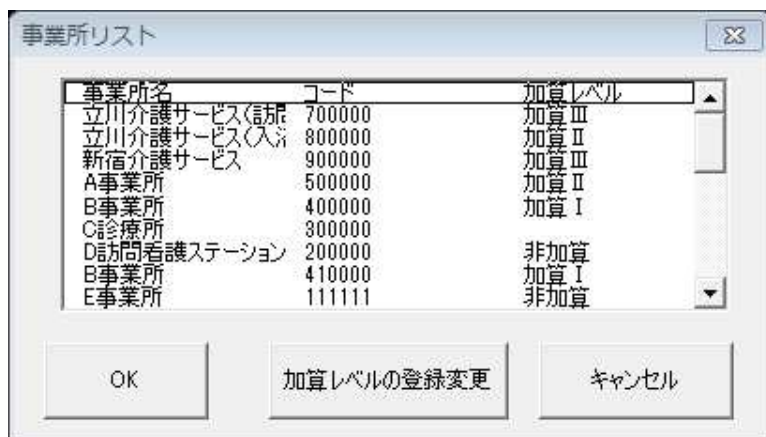 事業所リスト
事業所名 コード 加算レベル
立川介護サービス(訪 700000 加算Ⅲ
立川介護サービス(入 800000 加算Ⅱ
新宿介護サービス 900000 加算Ⅲ
A事業所 500000 加算Ⅱ
B事業所 400000 加算Ⅰ
C診療所 300000
D訪問看護ステーション 200000 非加算
B事業所 410000 加算Ⅰ
E事業所 111111 非加算
OK 加算レベルの登録変更 キャンセル